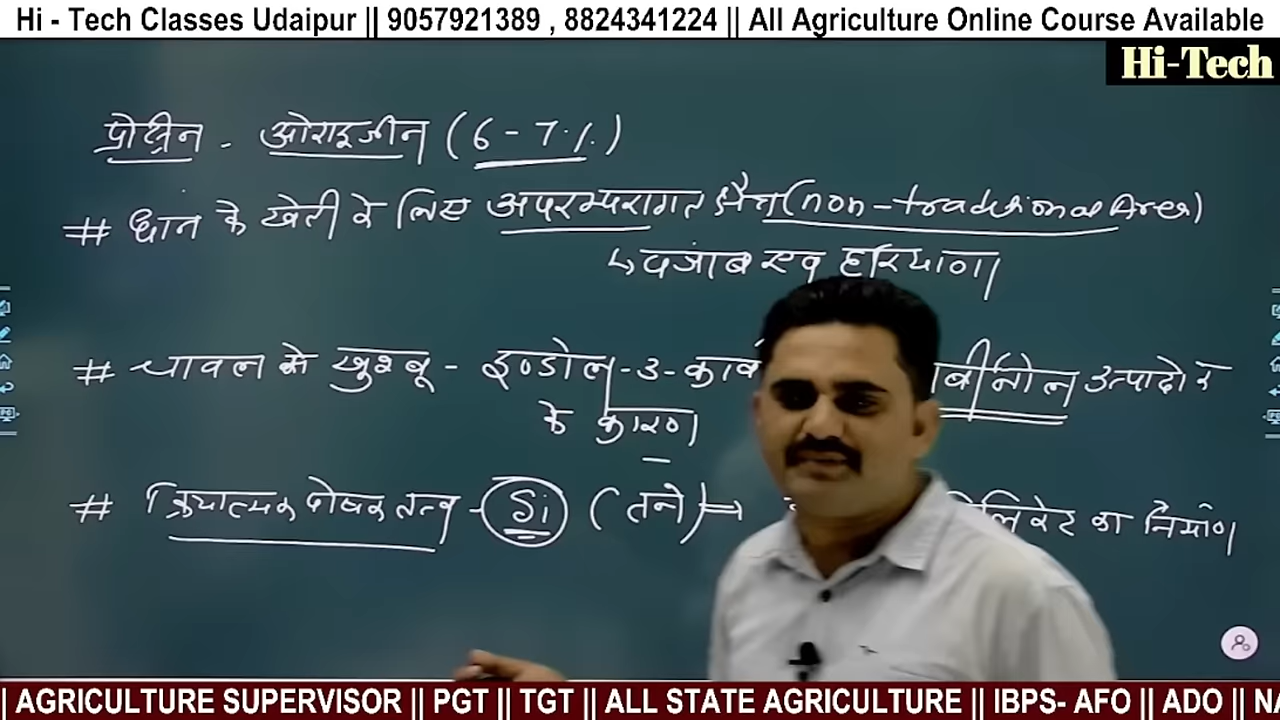 Hi - Tech Classes Udaipur || 9057921389 , 8824341224 || All Agriculture Online Course Available
Hi-Tech
प्रोटीन - ओराइजीन (6-7%)
# धान के खेती के लिए अपरम्परागत क्षैत्र (non-traditional Area)
↳ पंजाब एवं हरियाणा
# चावल मे खुश्बू - इण्डोल-3-कार्ब बीनोल उत्पादो
के कारण
# क्रियात्मक पोषक तत्व - Si (तने) → लिकेट का निर्माण
| AGRICULTURE SUPERVISOR || PGT || TGT || ALL STATE AGRICULTURE || IBPS- AFO || ADO || NA